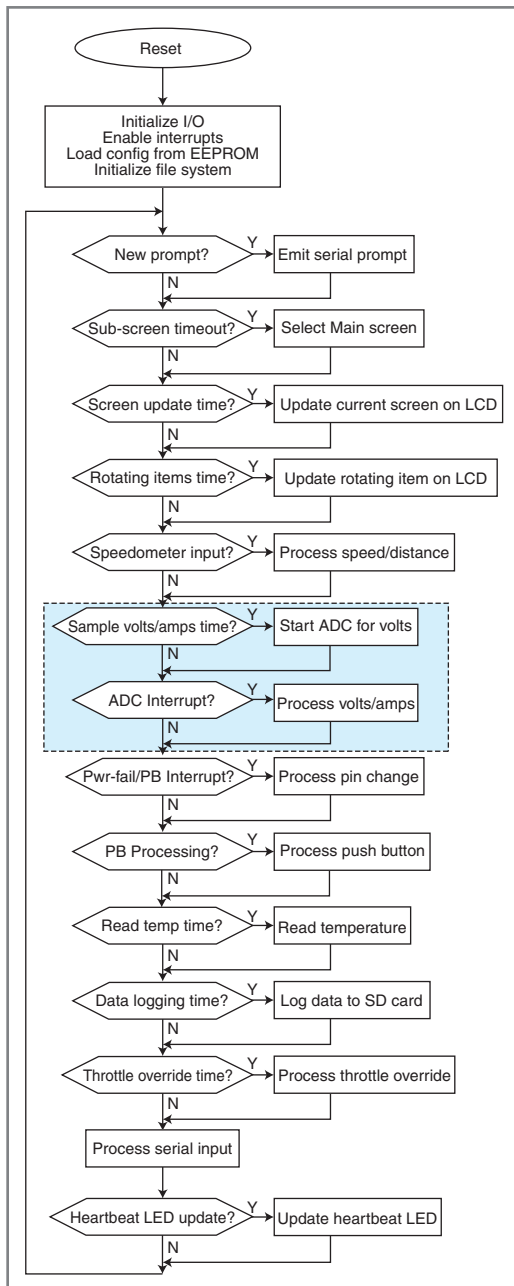 Reset
Initialize I/O
Enable interrupts
Load config from EEPROM
Initialize file system
New prompt?
Y
Emit serial prompt
N
Sub-screen timeout?
Y
Select Main screen
N
Screen update time?
Y
Update current screen on LCD
N
Rotating items time?
Y
Update rotating item on LCD
N
Speedometer input?
Y
Process speed/distance
N
Sample volts/amps time?
Y
Start ADC for volts
N
ADC Interrupt?
Y
Process volts/amps
N
Pwr-fail/PB Interrupt?
Y
Process pin change
N
PB Processing?
Y
Process push button
N
Read temp time?
Y
Read temperature
N
Data logging time?
Y
Log data to SD card
N
Throttle override time?
Y
Process throttle override
N
Process serial input
Heartbeat LED update?
Y
Update heartbeat LED
N